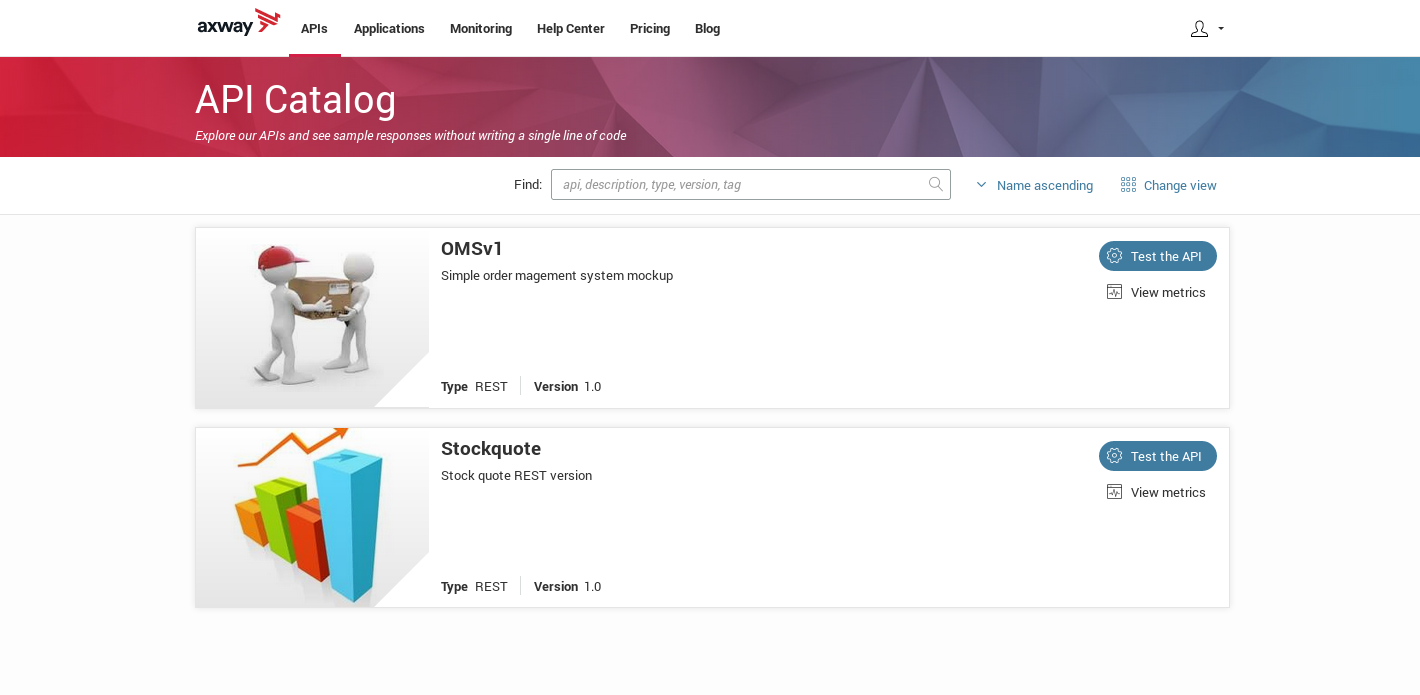 axway APIs Applications Monitoring Help Center Pricing Blog
API Catalog
Explore our APIs and see sample responses without writing a single line of code
Find: api, description, type, version, tag Name ascending Change view
OMSv1
Test the API
Simple order magement system mockup
View metrics
Type REST Version 1.0
Stockquote
Test the API
Stock quote REST version
View metrics
Type REST Version 1.0